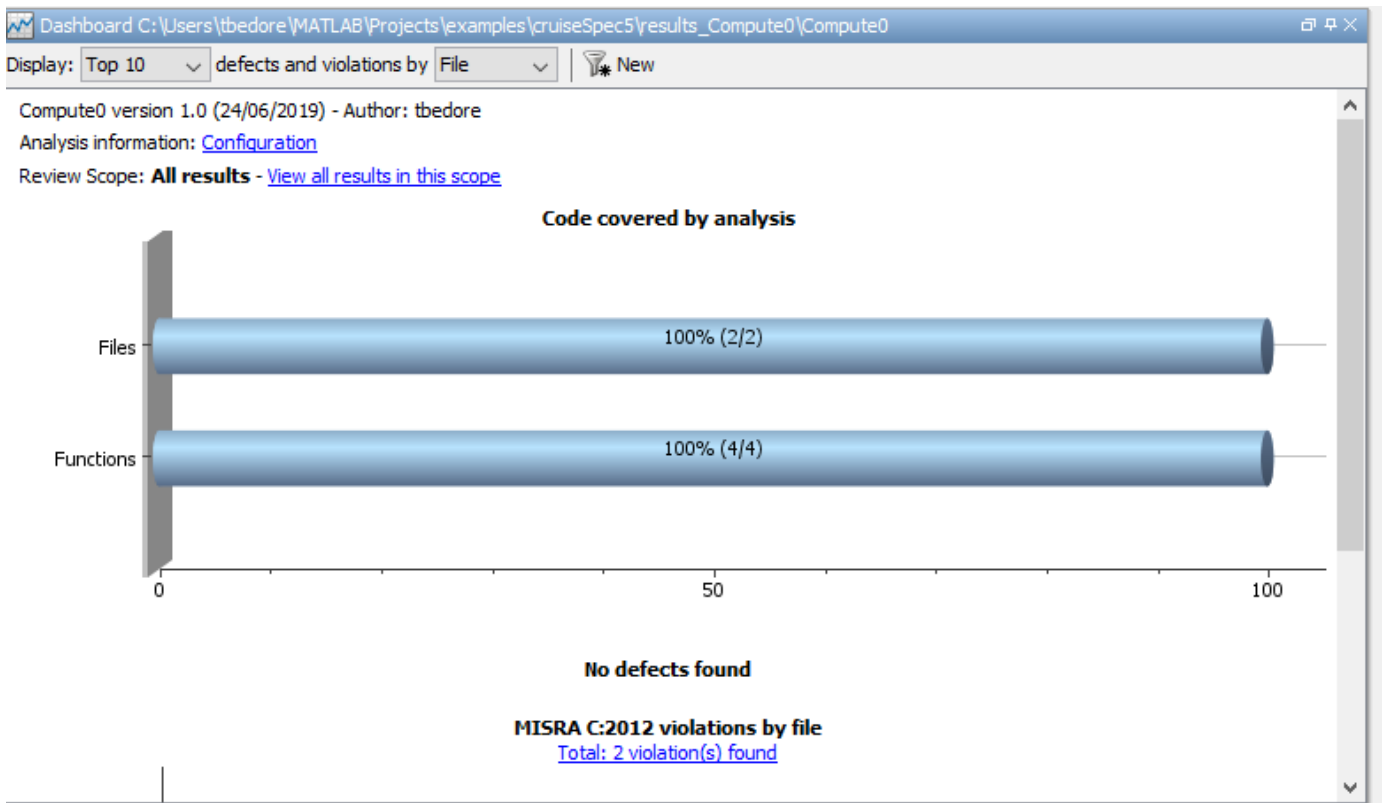 Dashboard C:\Users\tbedore\MATLAB\Projects\examples\cruiseSpec5\results_Compute0\Compute0
Display: Top 10 defects and violations by File New
Compute0 version 1.0 (24/06/2019) - Author: tbedore
Analysis information: Configuration
Review Scope: All results - View all results in this scope
Code covered by analysis
Files 100% (2/2)
Functions 100% (4/4)
0 50 100
No defects found
MISRA C:2012 violations by file
Total: 2 violation(s) found